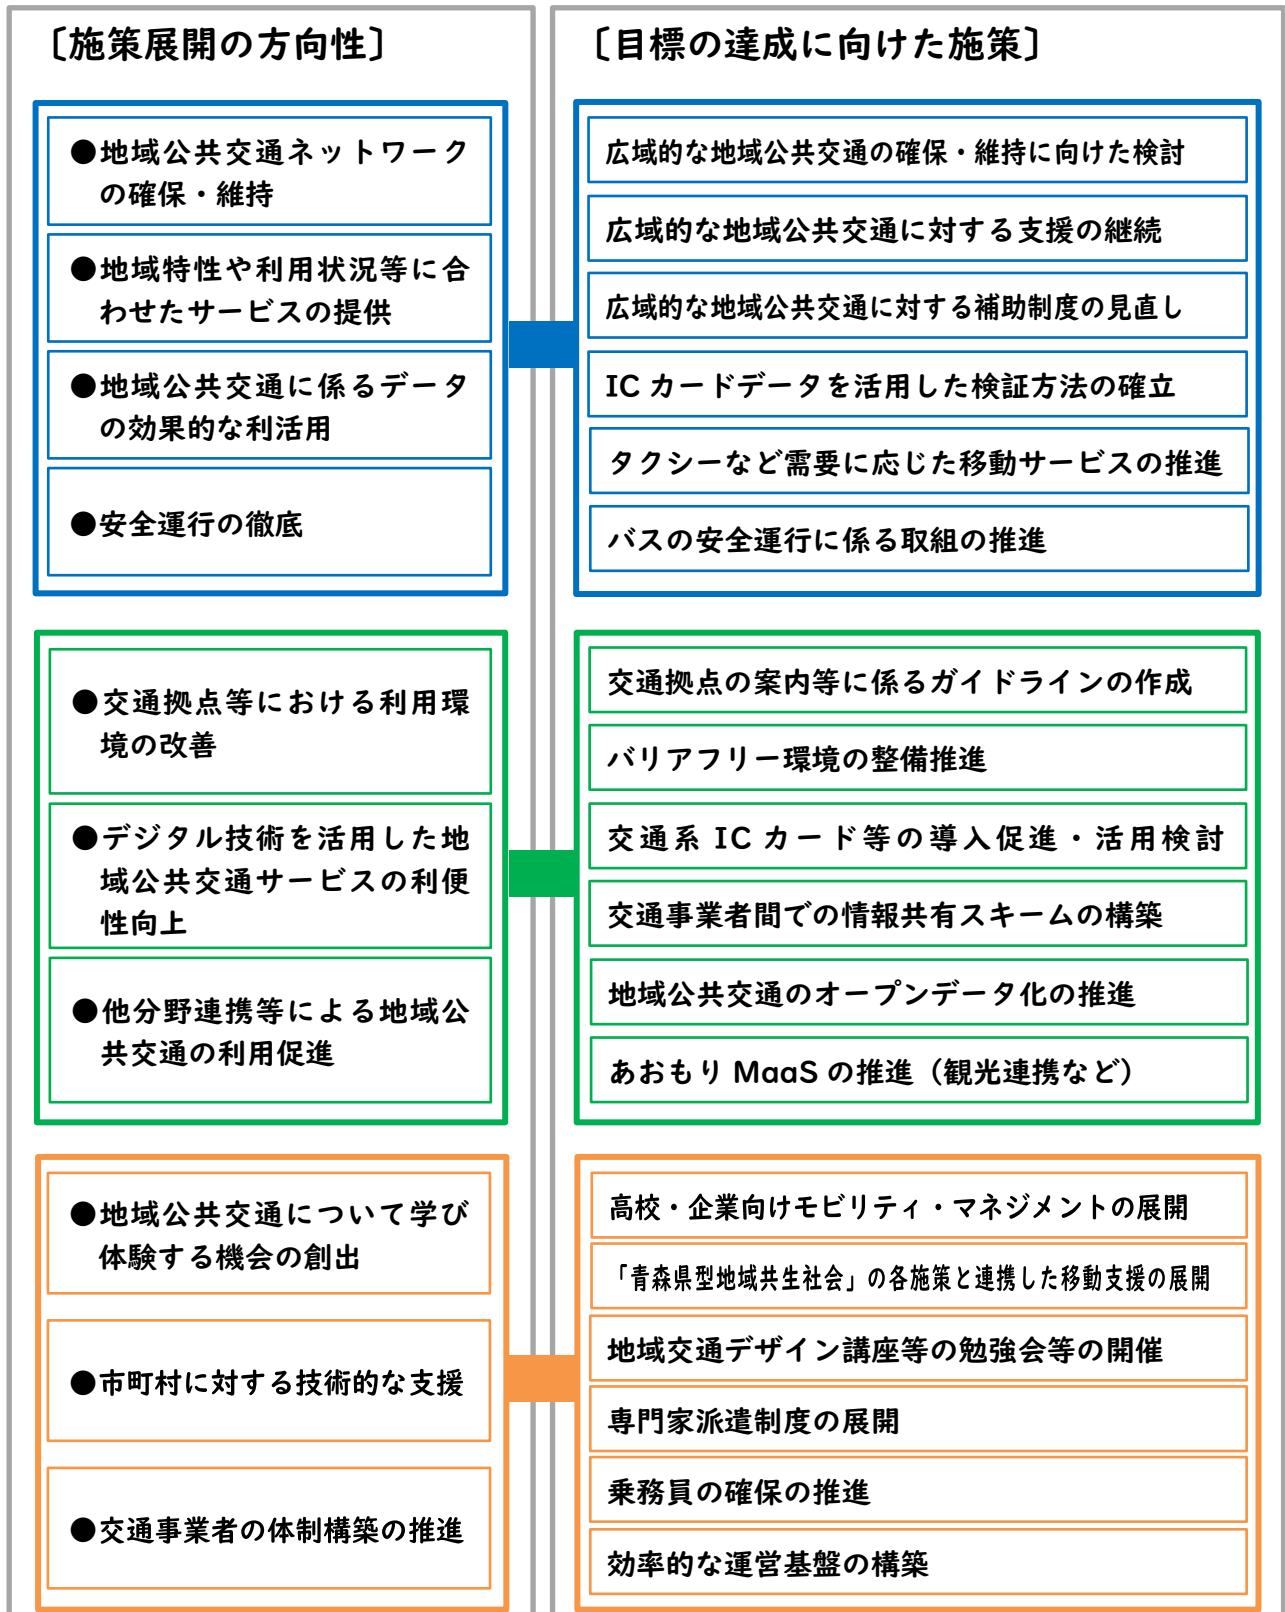 〔施策展開の方向性〕
●地域公共交通ネットワーク
の確保・維持
●地域特性や利用状況等に合
わせたサービスの提供
●地域公共交通に係るデータ
の効果的な利活用
●安全運行の徹底
●交通拠点等における利用環
境の改善
●デジタル技術を活用した地
域公共交通サービスの利便
性向上
●他分野連携等による地域公
共交通の利用促進
●地域公共交通について学び
体験する機会の創出
●市町村に対する技術的な支援
●交通事業者の体制構築の推進
〔目標の達成に向けた施策〕
広域的な地域公共交通の確保・維持に向けた検討
広域的な地域公共交通に対する支援の継続
広域的な地域公共交通に対する補助制度の見直し
IC カードデータを活用した検証方法の確立
タクシーなど需要に応じた移動サービスの推進
バスの安全運行に係る取組の推進
交通拠点の案内等に係るガイドラインの作成
バリアフリー環境の整備推進
交通系 IC カード等の導入促進・活用検討
交通事業者間での情報共有スキームの構築
地域公共交通のオープンデータ化の推進
あおもり MaaS の推進（観光連携など）
高校・企業向けモビリティ・マネジメントの展開
「青森県型地域共生社会」の各施策と連携した移動支援の展開
地域交通デザイン講座等の勉強会等の開催
専門家派遣制度の展開
乗務員の確保の推進
効率的な運営基盤の構築